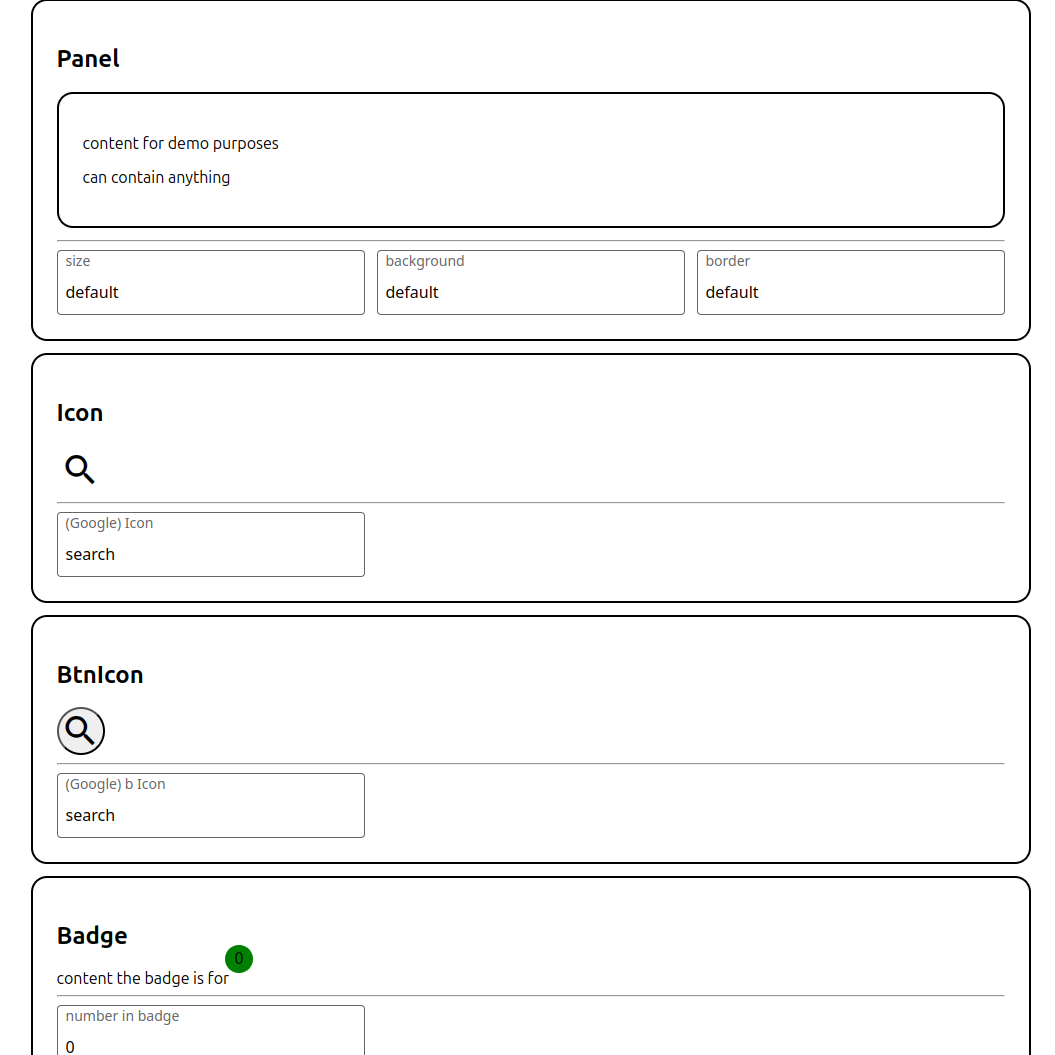 Panel
content for demo purposes
can contain anything
size background border
default default default
Icon
(Google) Icon
search
BtnIcon
(Google) b Icon
search
Badge
0
content the badge is for
number in badge
0